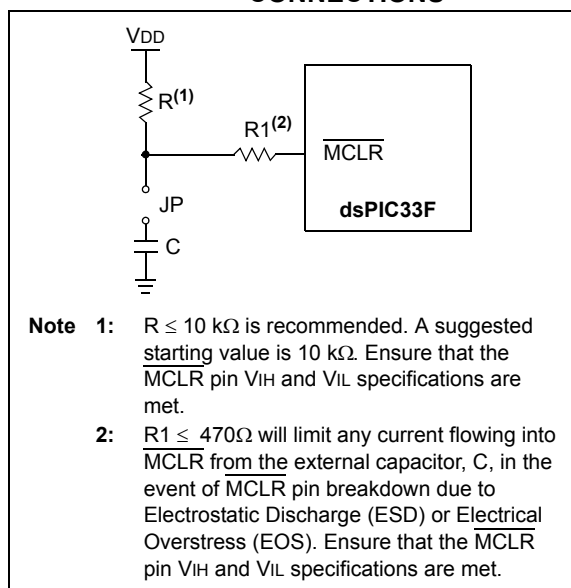 CONNECTIONS
VDD
R(1)
R1(2)
MCLR
JP
dsPIC33F
C
Note 1: R ≤ 10 kΩ is recommended. A suggested
starting value is 10 kΩ. Ensure that the
MCLR pin VIH and VIL specifications are
met.
2: R1 ≤ 470Ω will limit any current flowing into
MCLR from the external capacitor, C, in the
event of MCLR pin breakdown due to
Electrostatic Discharge (ESD) or Electrical
Overstress (EOS). Ensure that the MCLR
pin VIH and VIL specifications are met.